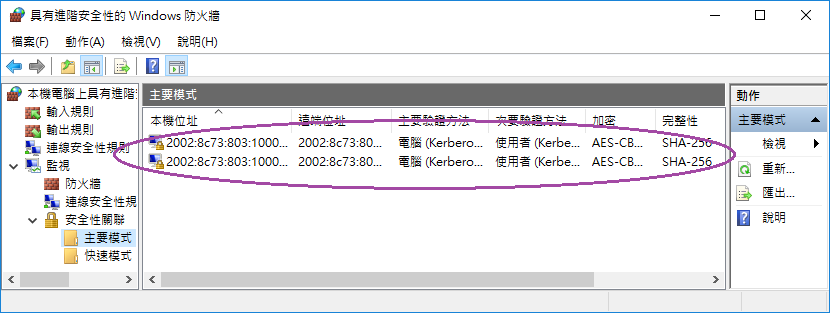 具有進階安全性的 Windows 防火牆
檔案(F) 動作(A) 檢視(V) 說明(H)
本機電腦上具有進階安
輸入規則
輸出規則
連線安全性規則
監視
防火牆
連線安全性規
安全性關聯
主要模式
快速模式
主要模式
本機位址 遠端位址 主要驗證方法 次要驗證方法 加密 完整性
2002:8c73:803:1000... 2002:8c73:80... 電腦 (Kerbero... 使用者 (Kerbe... AES-CB... SHA-256
2002:8c73:803:1000... 2002:8c73:80... 電腦 (Kerbero... 使用者 (Kerbe... AES-CB... SHA-256
動作
主要模式
檢視
重新...
匯出...
說明